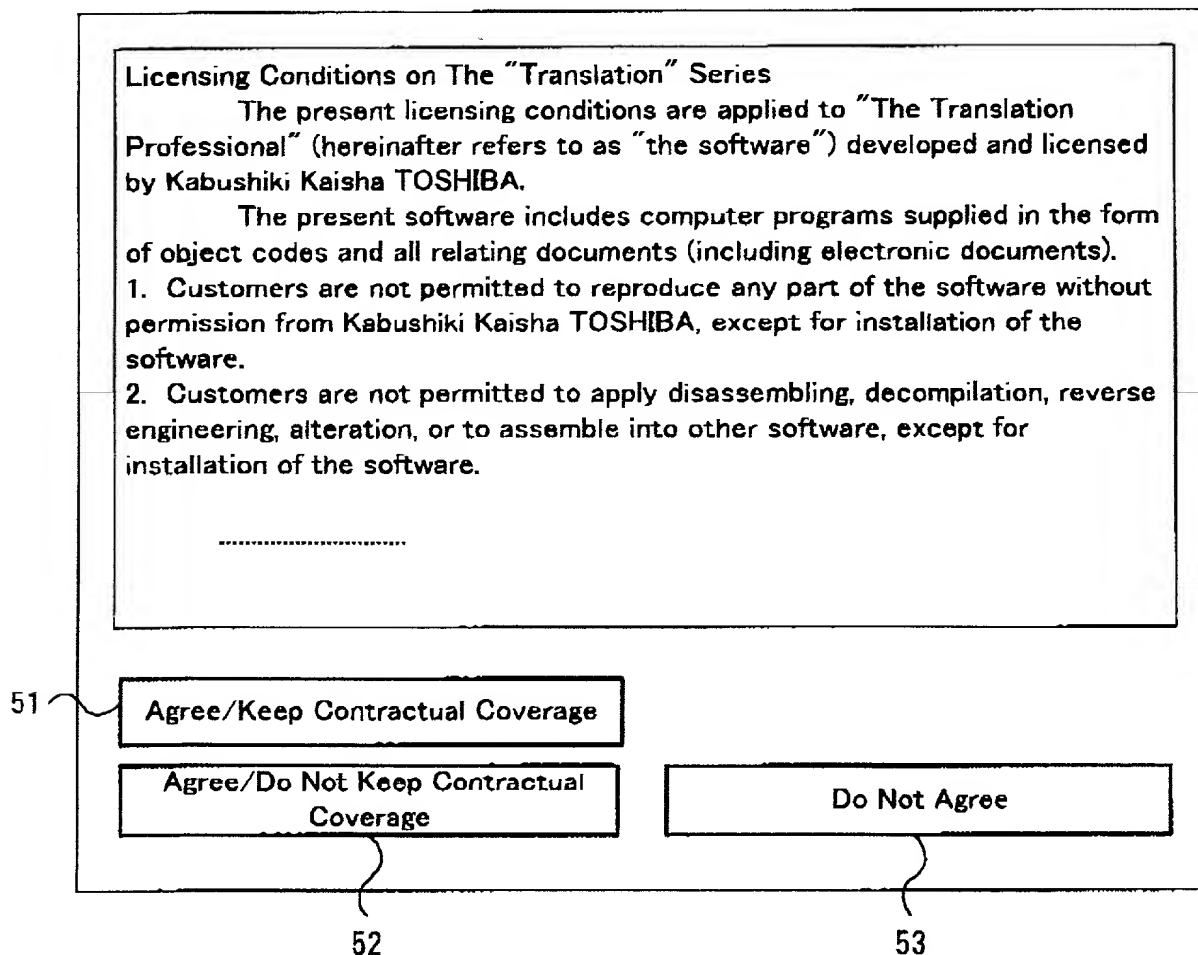 Licensing Conditions on The "Translation" Series
The present licensing conditions are applied to "The Translation
Professional" (hereinafter refers to as "the software") developed and licensed
by Kabushiki Kaisha TOSHIBA.
The present software includes computer programs supplied in the form
of object codes and all relating documents (including electronic documents).
1. Customers are not permitted to reproduce any part of the software without
permission from Kabushiki Kaisha TOSHIBA, except for installation of the
software.
2. Customers are not permitted to apply disassembling, decompilation, reverse
engineering, alteration, or to assemble into other software, except for
installation of the software.
51
Agree/Keep Contractual Coverage
Agree/Do Not Keep Contractual
Coverage
Do Not Agree
52
53